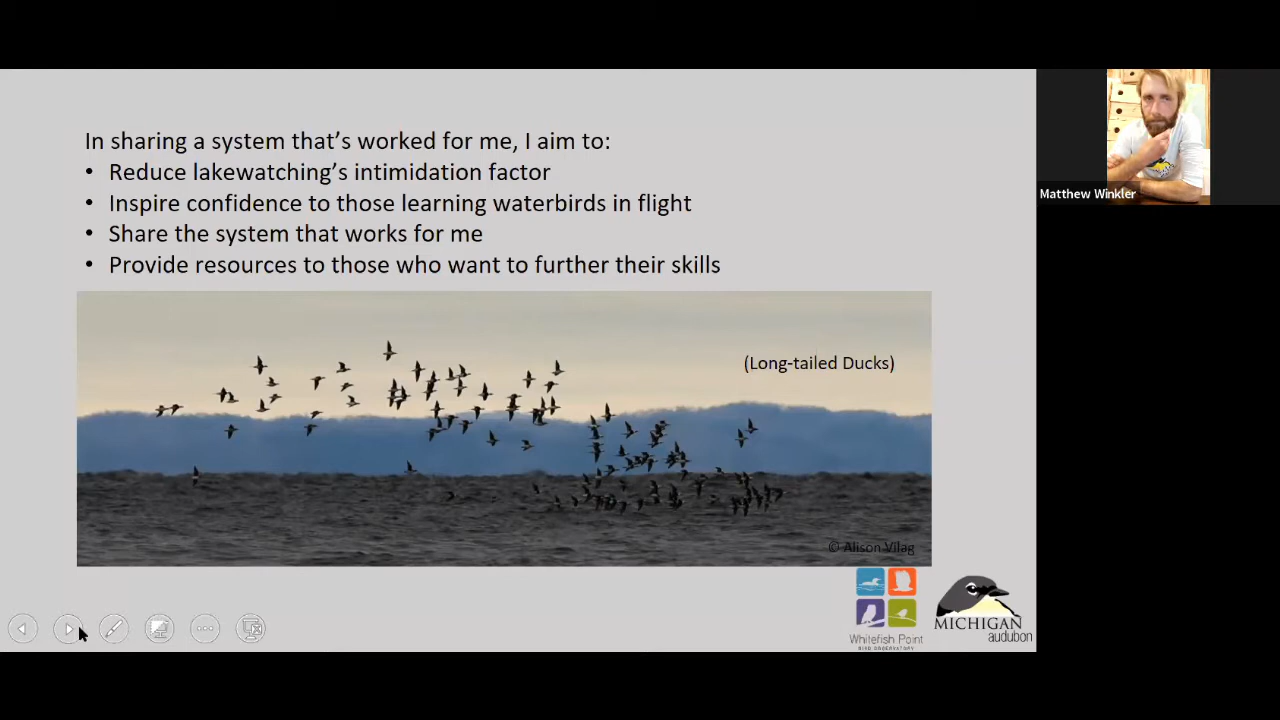 In sharing a system that's worked for me, I aim to:
• Reduce lakewatching's intimidation factor
• Inspire confidence to those learning waterbirds in flight
• Share the system that works for me
• Provide resources to those who want to further their skills
(Long-tailed Ducks)
© Alison Vilag
Matthew Winkler
Whitefish Point
BIRD OBSERVATORY
MICHIGAN
audubon